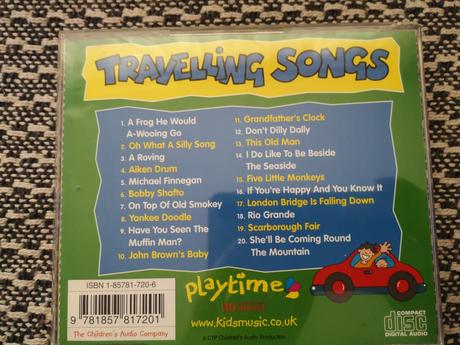 TRAVELLING SONGS
1. A Frog He Would
A-Wooing Go
2. Oh What A Silly Song
3. A Roving
4. Aiken Drum
5. Michael Finnegan
6. Bobby Shafto
7. On Top Of Old Smokey
8. Yankee Doodle
9. Have You Seen The
Muffin Man?
10. John Brown's Baby
11. Grandfather's Clock
12. Don't Dilly Dally
13. This Old Man
14. I Do Like To Be Beside
The Seaside
15. Five Little Monkeys
16. If You're Happy And You Know It
17. London Bridge Is Falling Down
18. Rio Grande
19. Scarborough Fair
20. She'll Be Coming Round
The Mountain
ISBN 1-85781-720-6
9 781857 817201
The Children's Audio Company
playtime
www.kidsmusic.co.uk
A CYP Children's Audio Production
COMPACT
disc
DIGITAL AUDIO